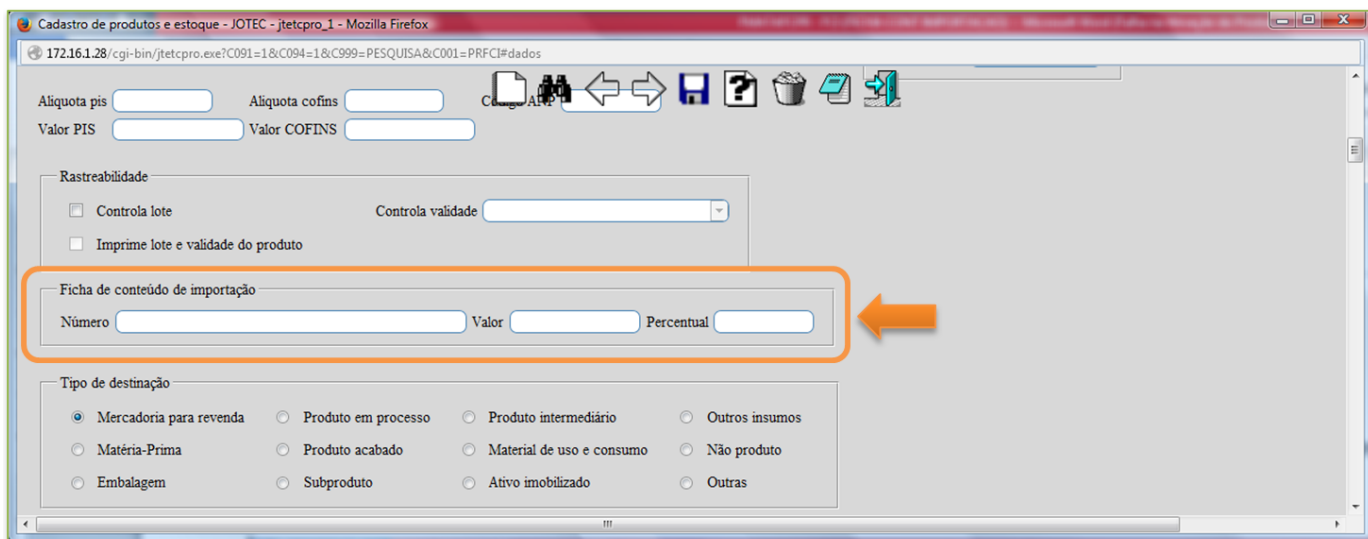 Cadastro de produtos e estoque - JOTEC - jtetcpro_1 - Mozilla Firefox
172.16.1.28/cgi-bin/jtetcpro.exe?C091=1&C094=1&C999=PESQUISA&C001=PRFCI#dados
Aliquota pis Aliquota cofins Código ANP
Valor PIS Valor COFINS
Rastreabilidade
Controla lote Controla validade
Imprime lote e validade do produto
Ficha de conteúdo de importação
Número Valor Percentual
Tipo de destinação
Mercadoria para revenda Produto em processo Produto intermediário Outros insumos
Matéria-Prima Produto acabado Material de uso e consumo Não produto
Embalagem Subproduto Ativo imobilizado Outras